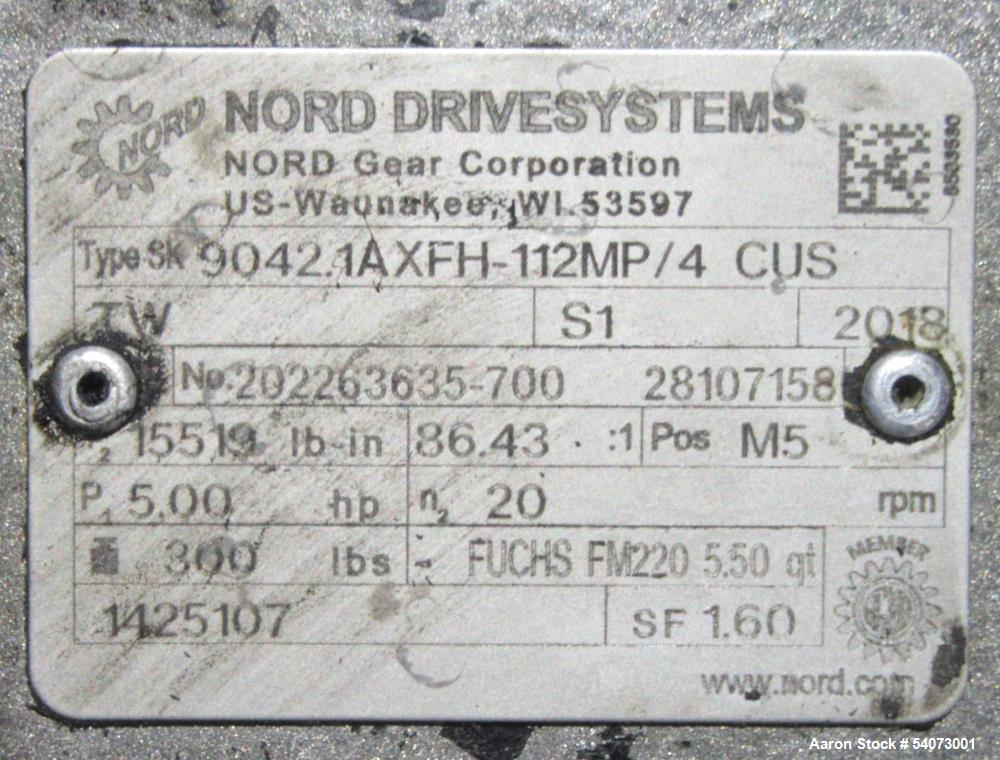 NORD
NORD DRIVESYSTEMS
NORD Gear Corporation
US-Waunakee, WI.53597
Type SK 9042.1AXFH-112MP/4 CUS
TW S1 2018
No. 202263635-700 28107158
2 15519 lb-in 86.43 :1 Pos M5
P1 5.00 hp n2 20 rpm
300 lbs - FUCHS FM220 5.50 qt
MEMBER
1425107 SF 1.60
www.nord.com
Aaron Stock # 54073001